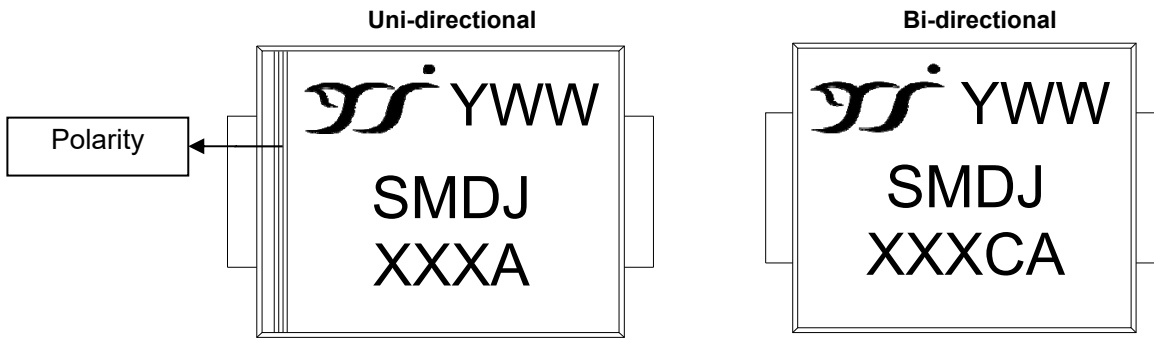 Uni-directional
Bi-directional
Polarity
YWW
SMDJ
XXXA
YWW
SMDJ
XXXCA